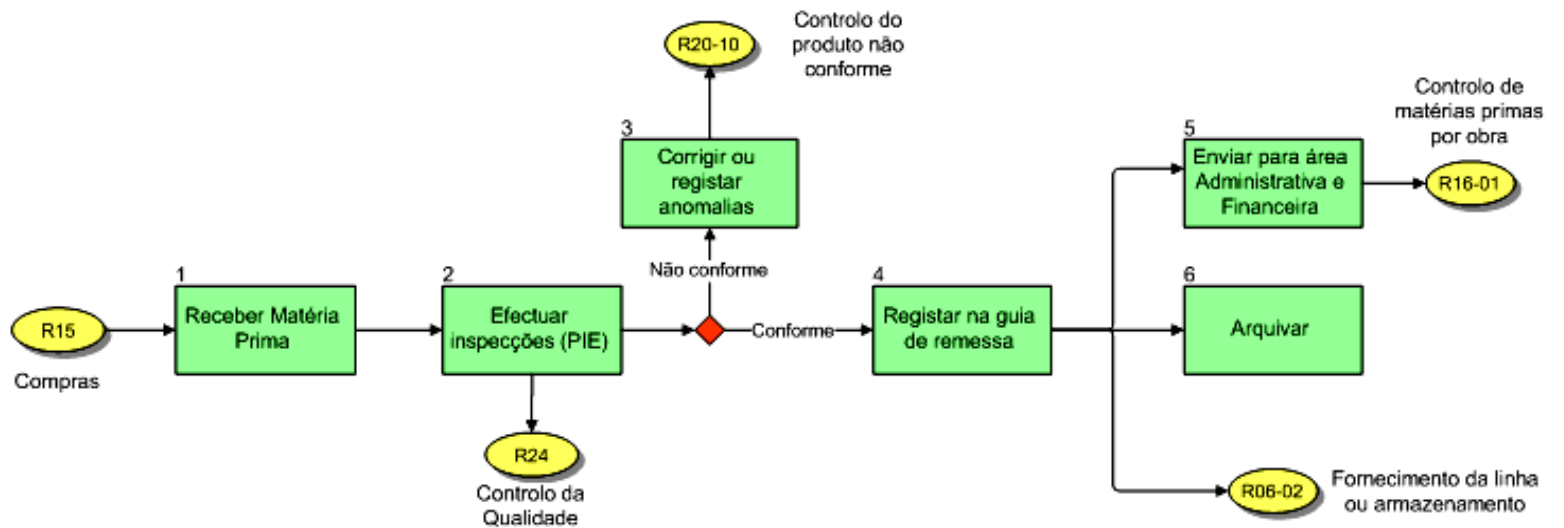 R20-10
Controlo do
produto não
conforme
3
Corrigir ou
registar
anomalias
Não conforme
R15
Compras
1
Receber Matéria
Prima
2
Efectuar
inspecções (PIE)
R24
Controlo da
Qualidade
Conforme
4
Registar na guia
de remessa
5
Enviar para área
Administrativa e
Financeira
Controlo de
matérias primas
por obra
R16-01
6
Arquivar
R06-02
Fornecimento da linha
ou armazenamento